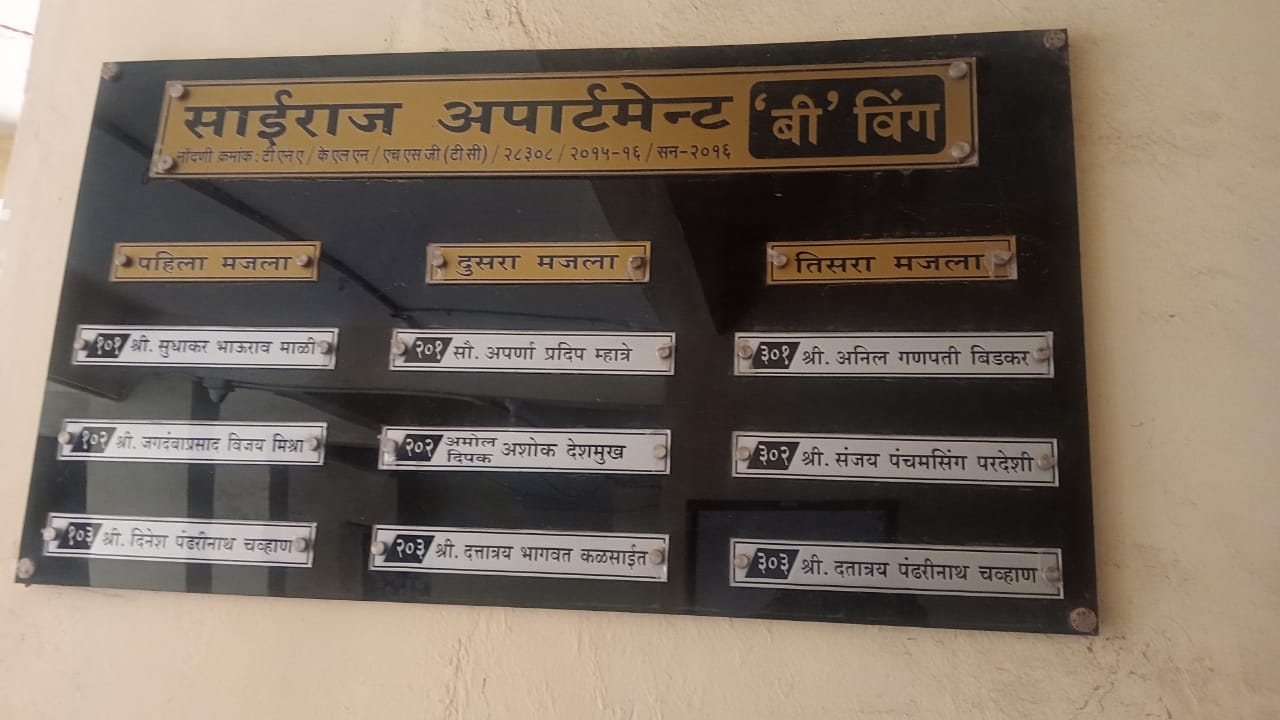 साईराज अपार्टमेन्ट 'बी' विंग
नोंदणी क्रमांक : टी एन ए / के एल एन / एच एस जी (टी सी) / २८३०८ / २०१५-१६ / सन-२०१६
पहिला मजला
दुसरा मजला
तिसरा मजला
१०१ श्री. सुधाकर भाऊराव माळी
२०१ सौ. अपर्णा प्रदिप म्हात्रे
३०१ श्री. अनिल गणपती बिडकर
१०२ श्री. जगदंबाप्रसाद विजय मिश्रा
२०२ अमोल दिपक अशोक देशमुख
३०२ श्री. संजय पंचमसिंग परदेशी
१०३ श्री. दिनेश पंढरीनाथ चव्हाण
२०३ श्री. दत्तात्रय भागवत कळसाईत
३०३ श्री. दतात्रय पंढरीनाथ चव्हाण